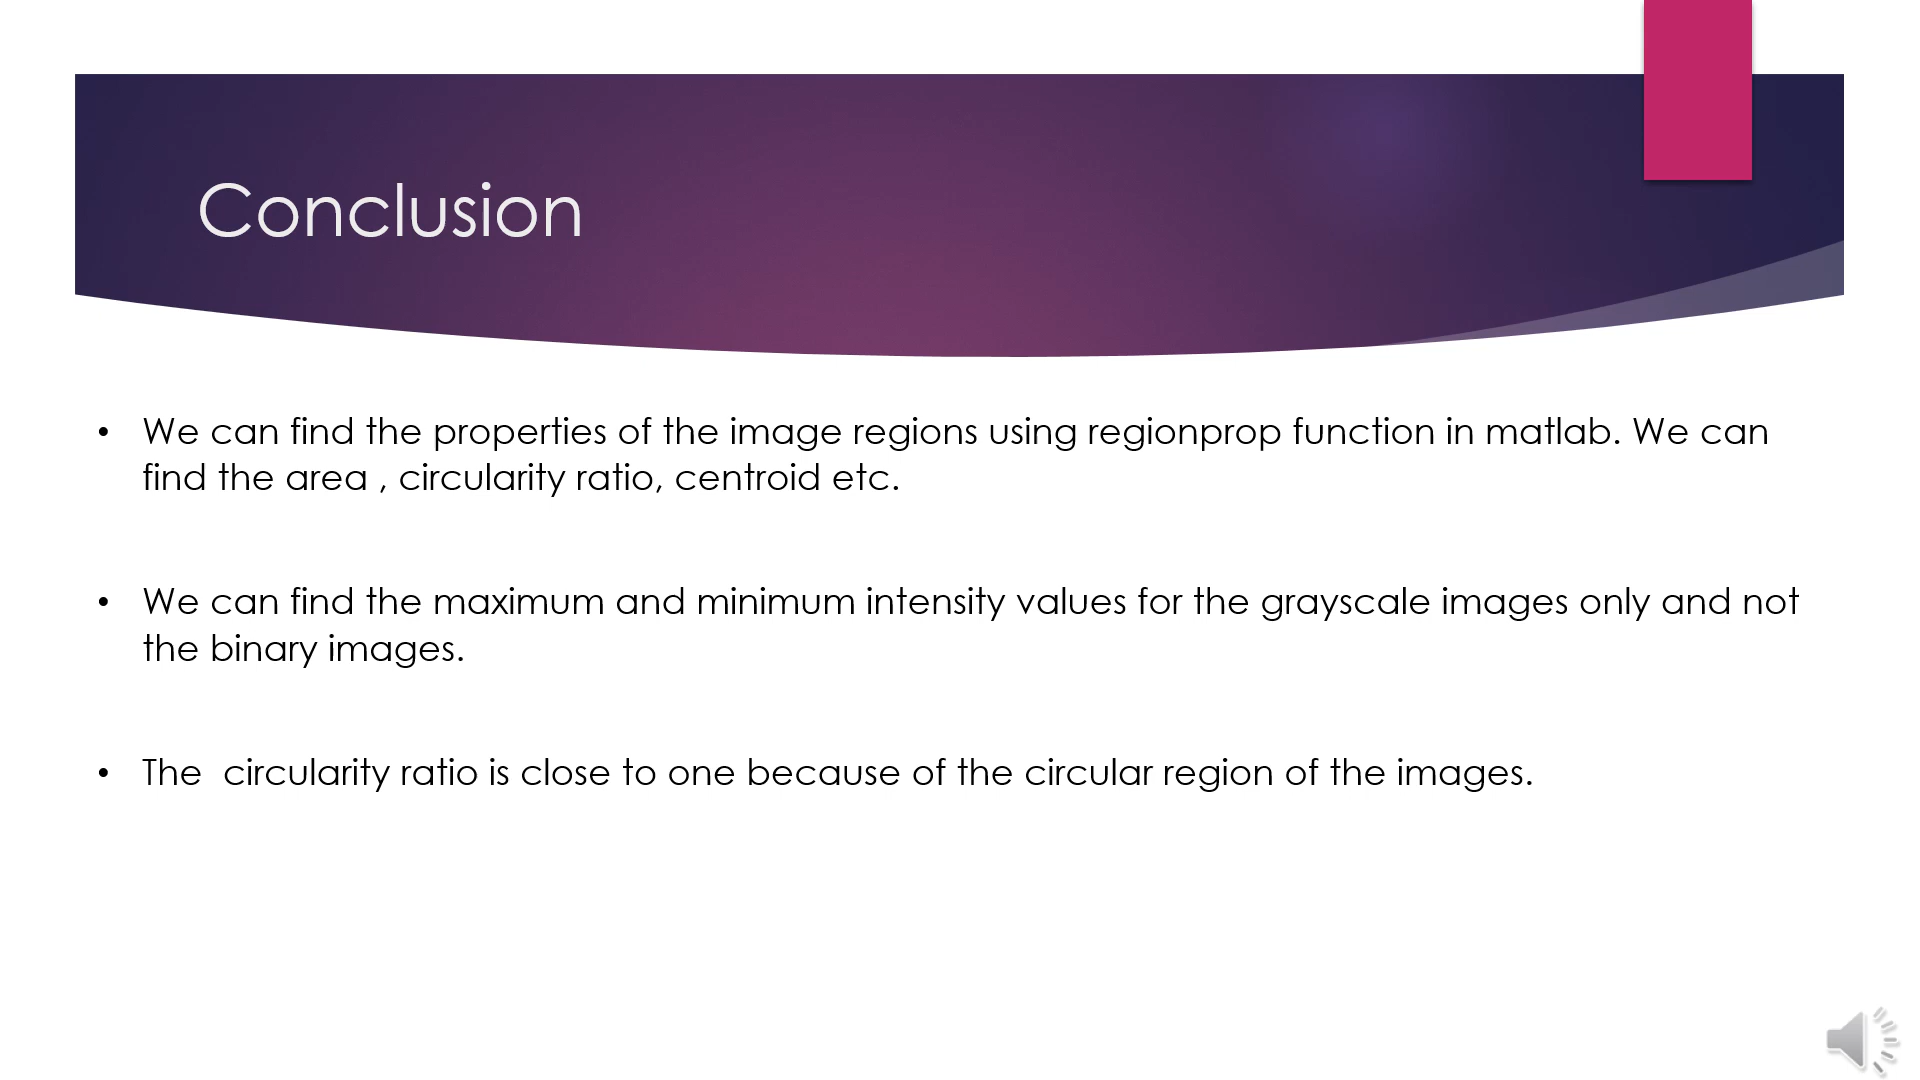 Conclusion
• We can find the properties of the image regions using regionprop function in matlab. We can
find the area , circularity ratio, centroid etc.
• We can find the maximum and minimum intensity values for the grayscale images only and not
the binary images.
• The  circularity ratio is close to one because of the circular region of the images.